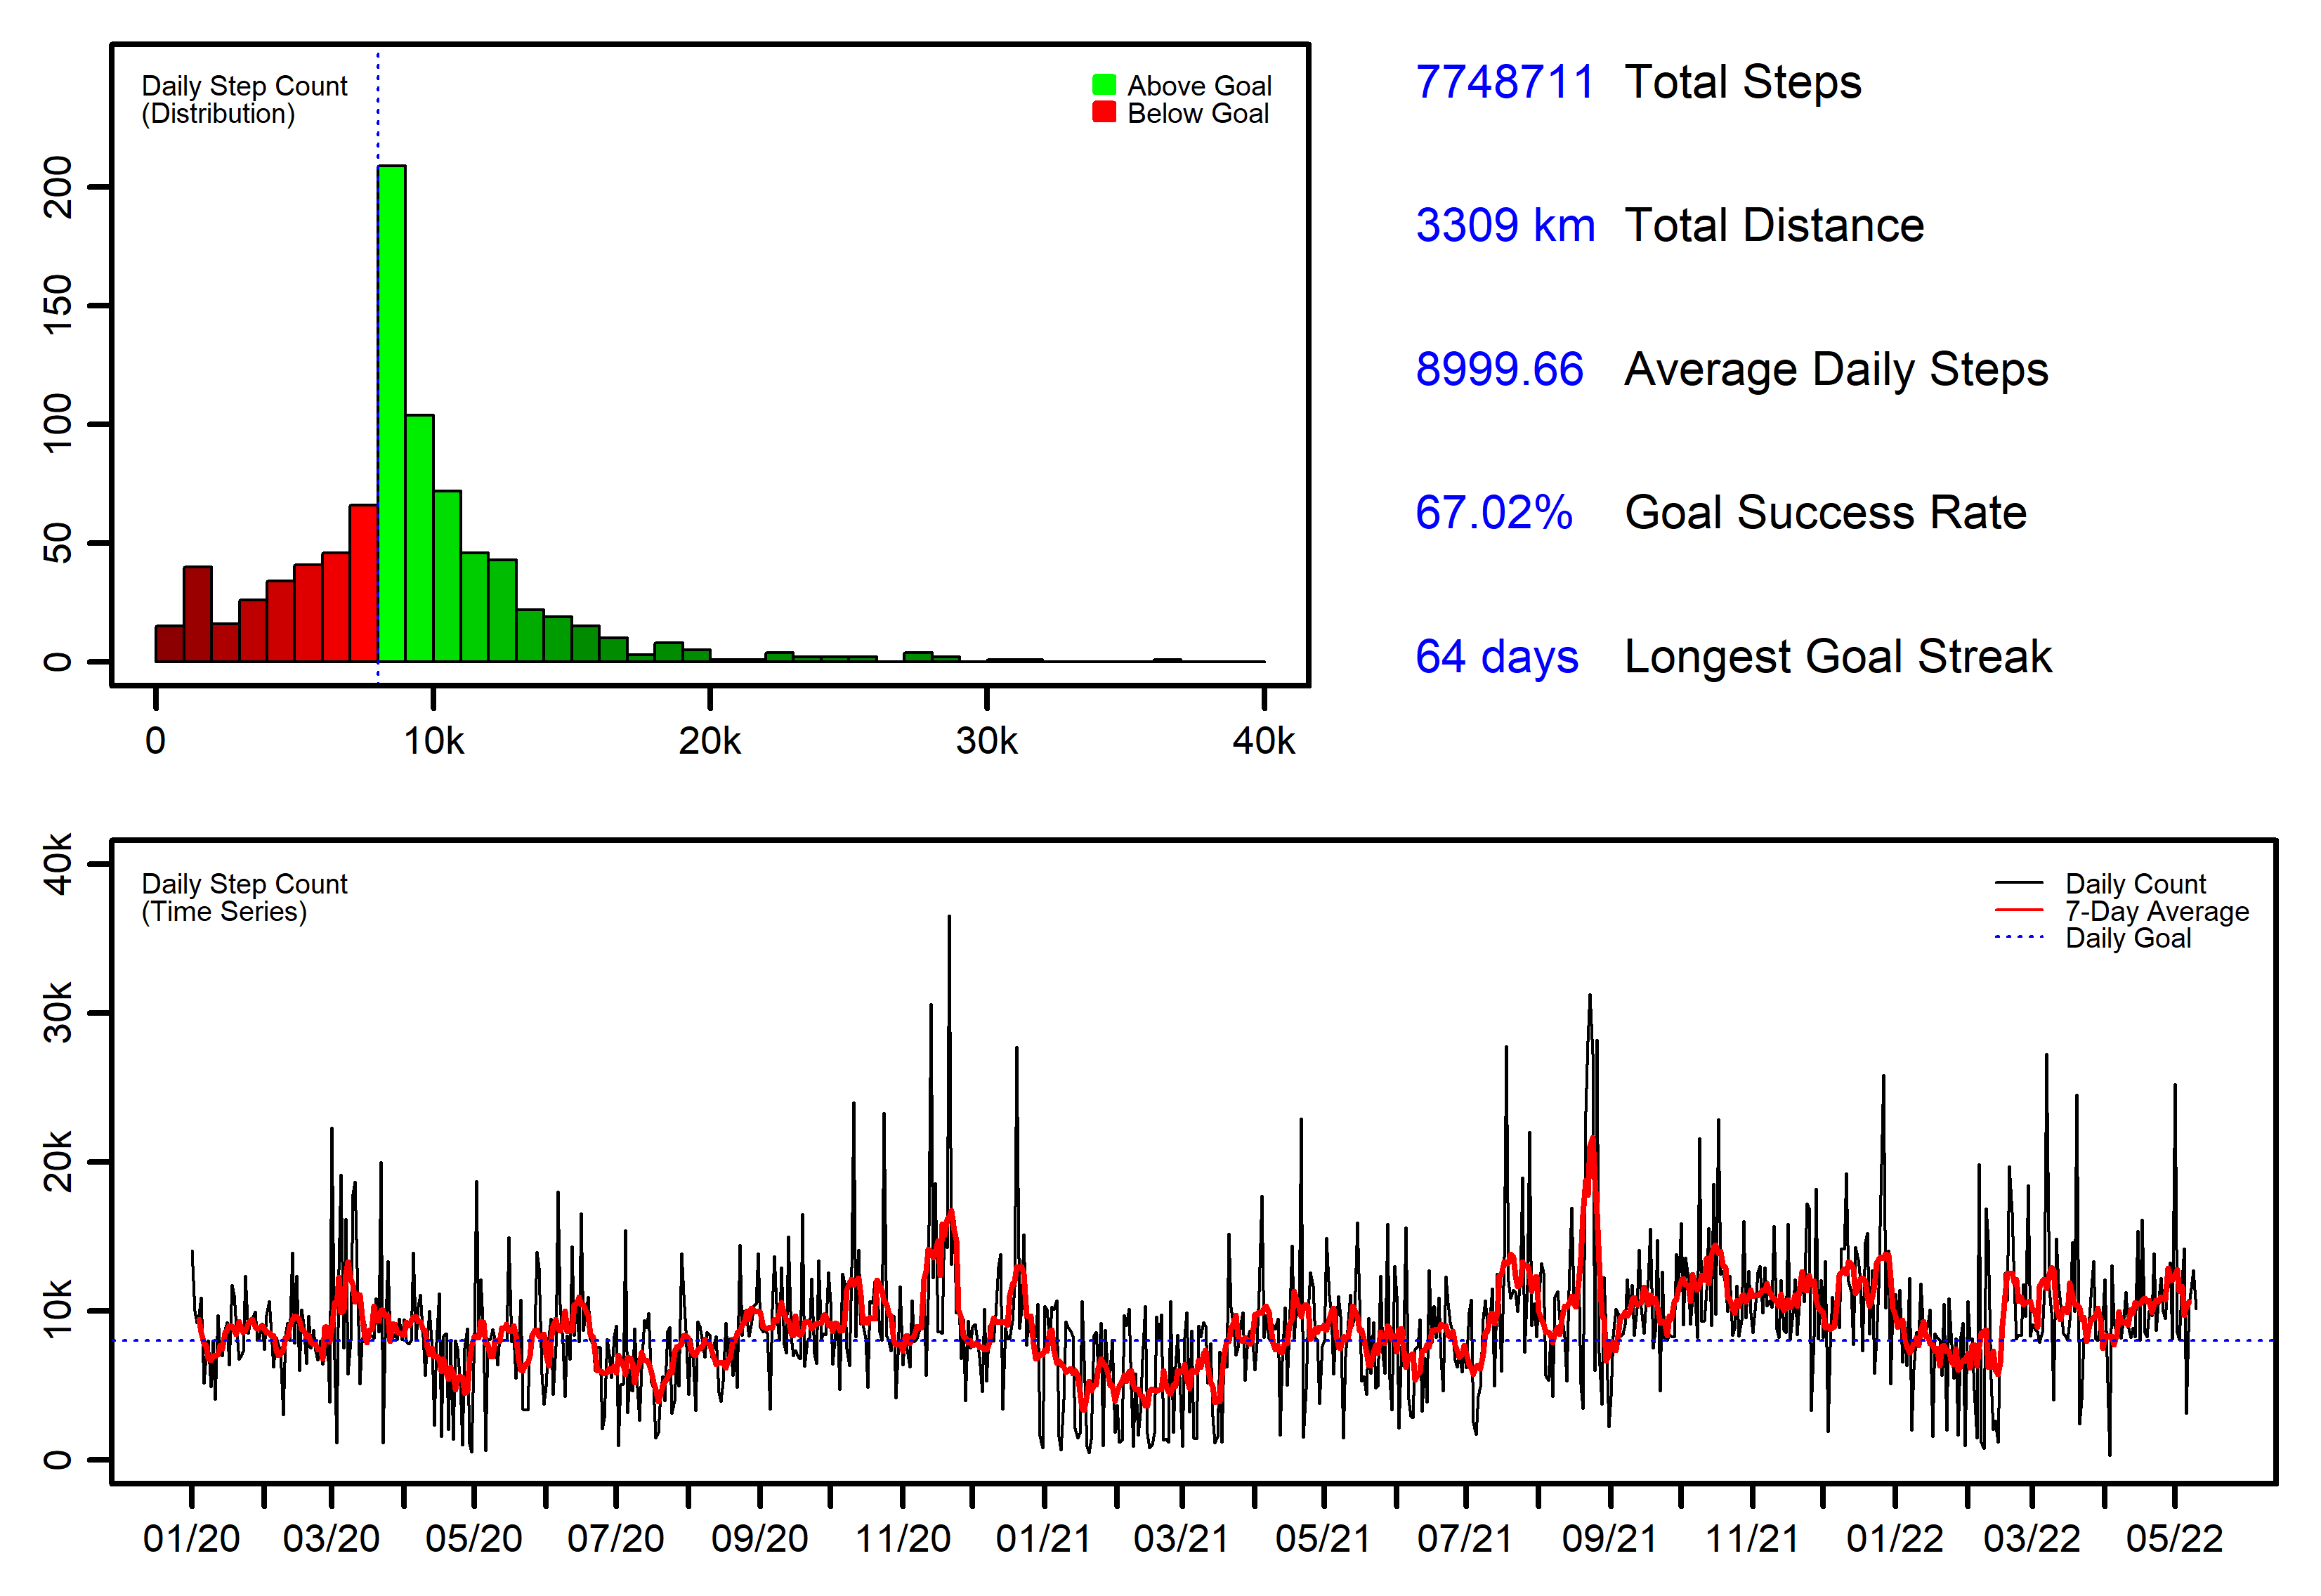 Daily Step Count
(Distribution)
Above Goal
Below Goal
200
150
100
50
0
0 10k 20k 30k 40k
7748711 Total Steps
3309 km Total Distance
8999.66 Average Daily Steps
67.02% Goal Success Rate
64 days Longest Goal Streak
Daily Step Count
(Time Series)
Daily Count
7-Day Average
Daily Goal
40k
30k
20k
10k
0
01/20 03/20 05/20 07/20 09/20 11/20 01/21 03/21 05/21 07/21 09/21 11/21 01/22 03/22 05/22